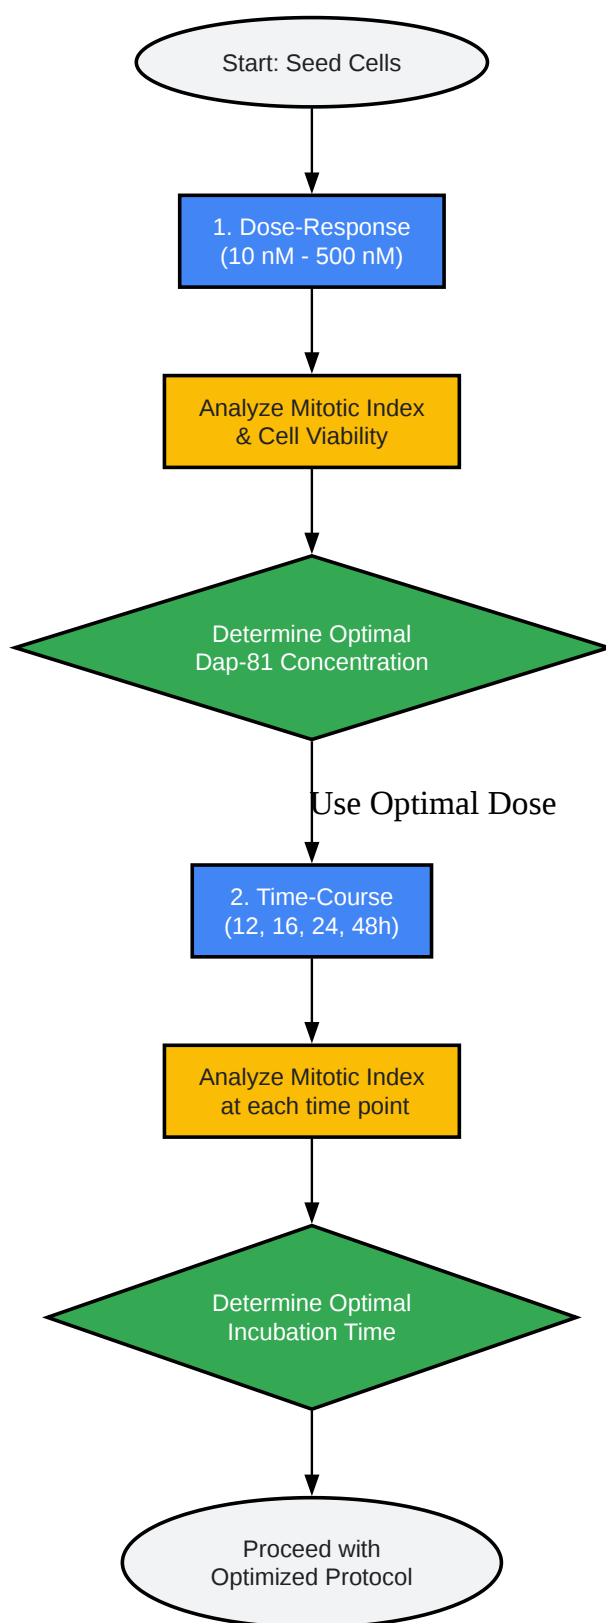 Start: Seed Cells
1. Dose-Response
(10 nM - 500 nM)
Analyze Mitotic Index
& Cell Viability
Determine Optimal
Dap-81 Concentration
Use Optimal Dose
2. Time-Course
(12, 16, 24, 48h)
Analyze Mitotic Index
at each time point
Determine Optimal
Incubation Time
Proceed with
Optimized Protocol